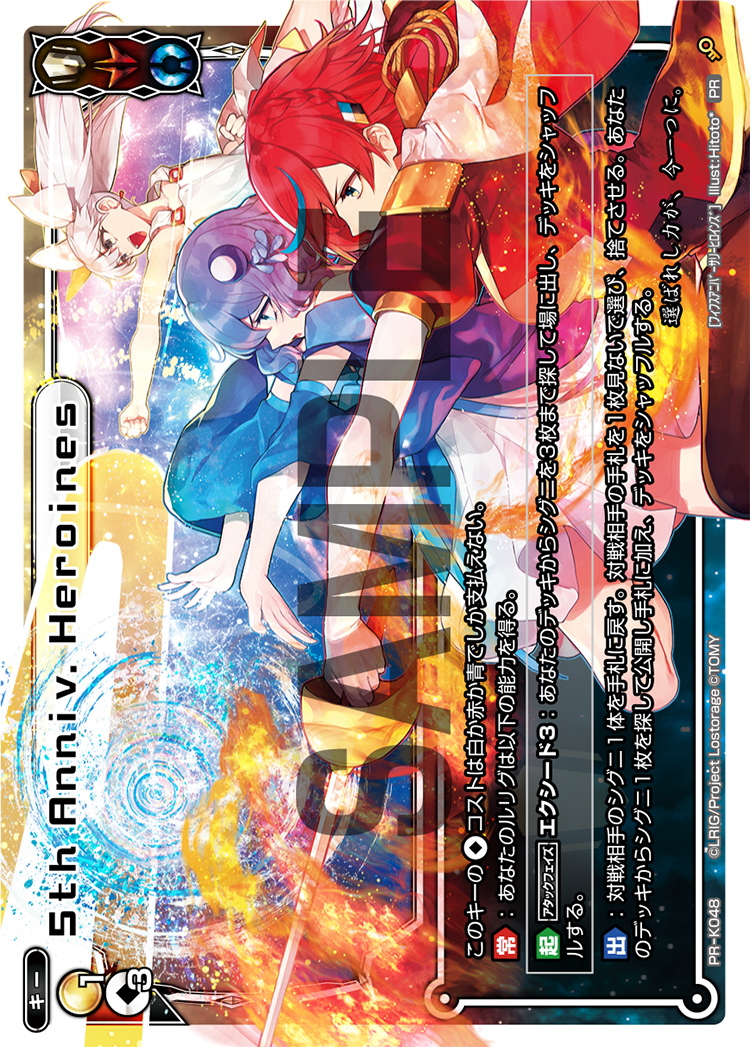 キー
5th Anniv. Heroines
1
3
SAMPLE
このキーの◆コストは白か赤か青でしか支払えない。
常：あなたのルリグは以下の能力を得る。
起 アタックフェイズ エクシード3：あなたのデッキからシグニを3枚まで探して場に出し、デッキをシャッフ
ルする。
出：対戦相手のシグニ1体を手札に戻す。対戦相手の手札を1枚見ないで選び、捨てさせる。あなた
のデッキからシグニ1枚を探して公開し手札に加え、デッキをシャッフルする。
選ばれし力が、今一つに。
PR-K048 ©LRIG/Project Lostorage ©TOMY [フィフスアニバーサリーヒロインズ] Illust:Hitoto* PR